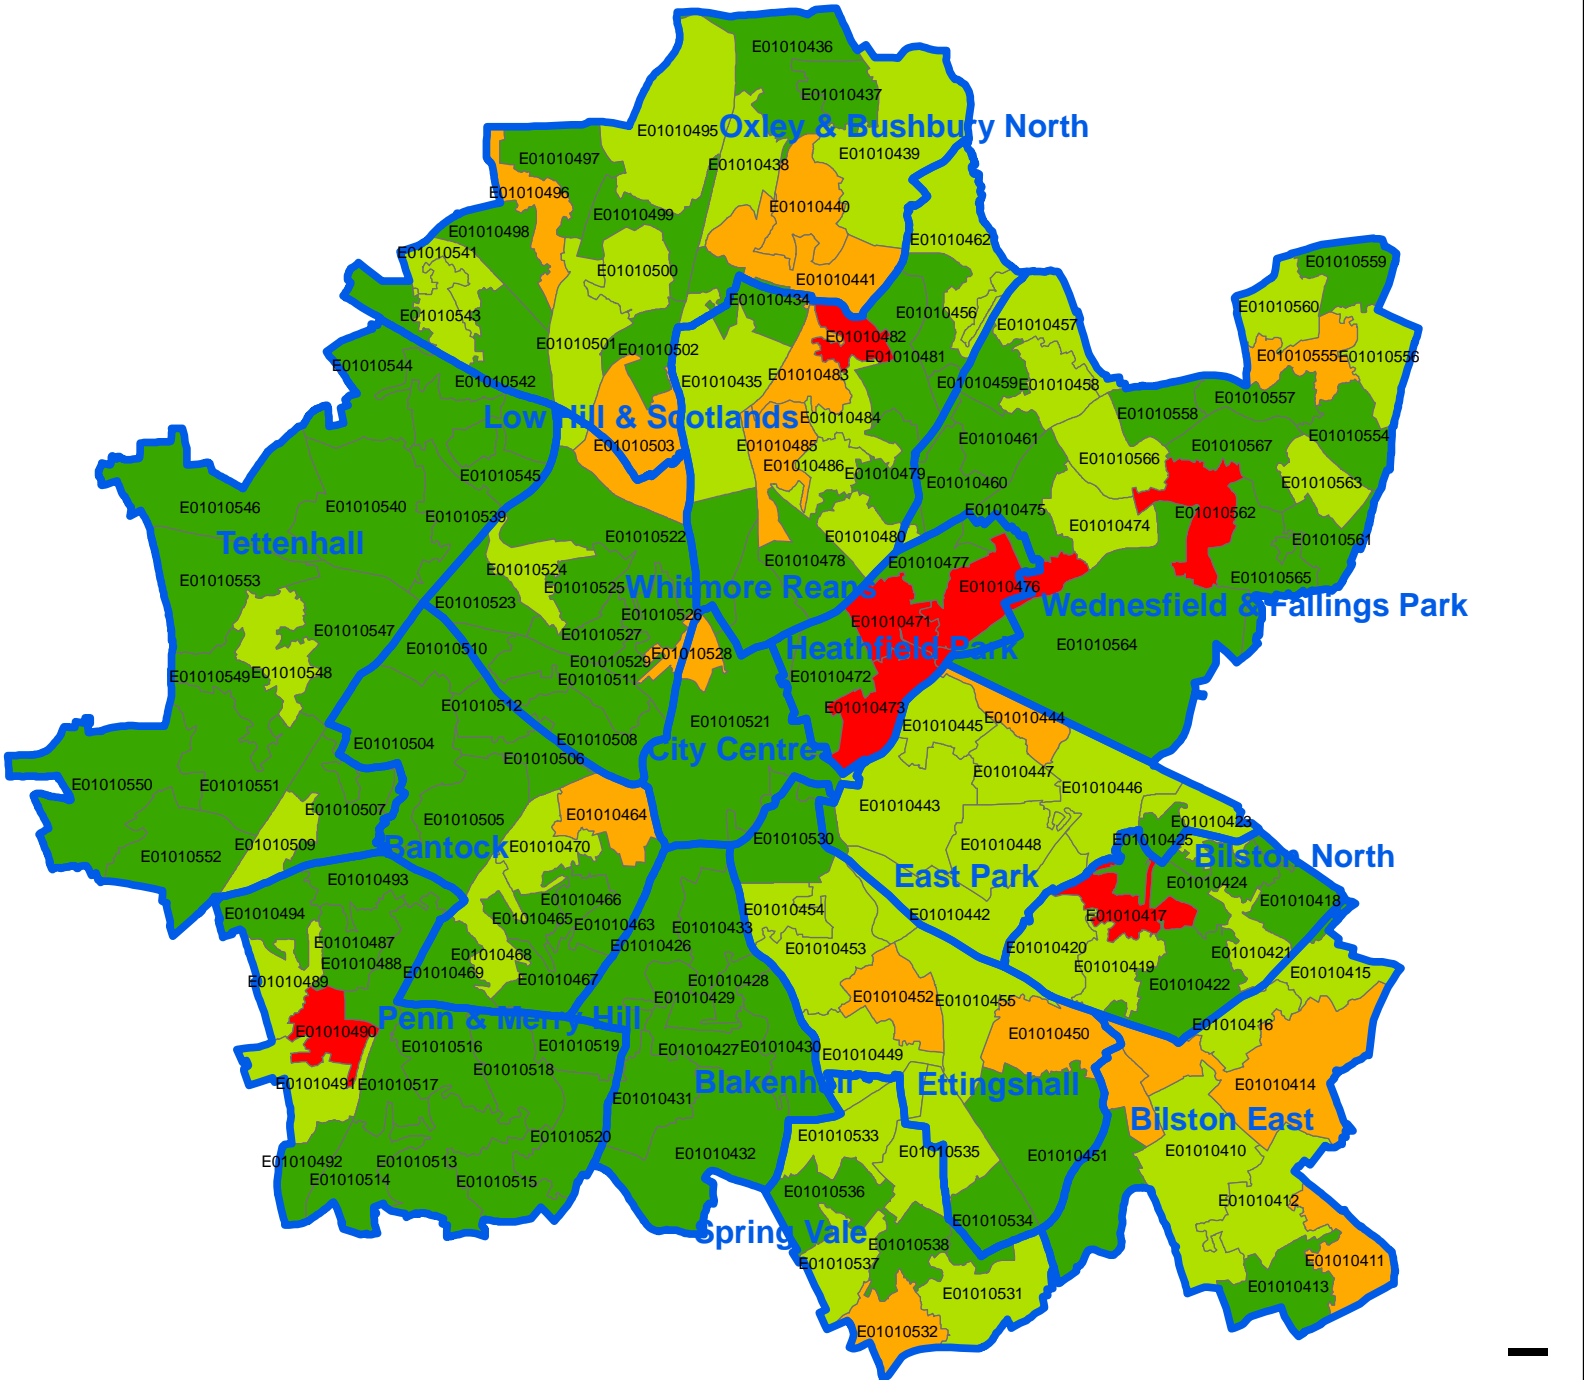 E01010436
E01010437
Oxley & Bushbury North
E01010495
E01010439
E01010497
E01010438
E01010496
E01010440
E01010499
E01010498
E01010462
E01010541
E01010559
E01010500
E01010441
E01010434
E01010560
E01010456
E01010543
E01010457
E01010482
E01010501
E01010502
E01010481
E01010555
E01010556
E01010544
E01010483
E01010542
E01010435
E01010459
E01010458
E01010557
E01010558
Low Hill & Scotlands
E01010484
E01010554
E01010461
E01010503
E01010485
E01010567
E01010566
E01010486
E01010545
E01010479
E01010460
E01010563
E01010546
E01010540
E01010475
E01010562
E01010539
E01010474
E01010522
E01010480
E01010561
Tettenhall
E01010478
E01010477
E01010524
E01010553
E01010525
Whitmore Reans
E01010476
E01010565
E01010523
Wednesfield & Fallings Park
E01010526
E01010471
E01010547
E01010527
E01010510
E01010528
Heathfield Park
E01010564
E01010529
E01010549
E01010548
E01010511
E01010472
E01010512
E01010473
E01010521
E01010445
E01010444
E01010504
E01010508
City Centre
E01010506
E01010447
E01010550
E01010551
E01010446
E01010507
E01010464
E01010443
E01010505
E01010423
E01010530
E01010425
E01010509
Bantock
E01010470
E01010448
E01010552
Bilston North
East Park
E01010493
E01010424
E01010466
E01010418
E01010494
E01010454
E01010465
E01010442
E01010417
E01010463
E01010433
E01010487
E01010426
E01010453
E01010420
E01010468
E01010421
E01010488
E01010469
E01010419
E01010415
E01010489
E01010467
E01010428
E01010422
E01010429
E01010452
E01010455
Penn & Merry Hill
E01010490
E01010450
E01010416
E01010516
E01010519
E01010427
E01010430
E01010449
E01010518
Blakenhall
Ettingshall
E01010491
E01010517
E01010414
E01010431
Bilston East
E01010520
E01010533
E01010432
E01010535
E01010451
E01010410
E01010492
E01010513
E01010514
E01010515
E01010536
E01010412
E01010534
Spring Vale
E01010538
E01010537
E01010411
E01010413
E01010531
E01010532